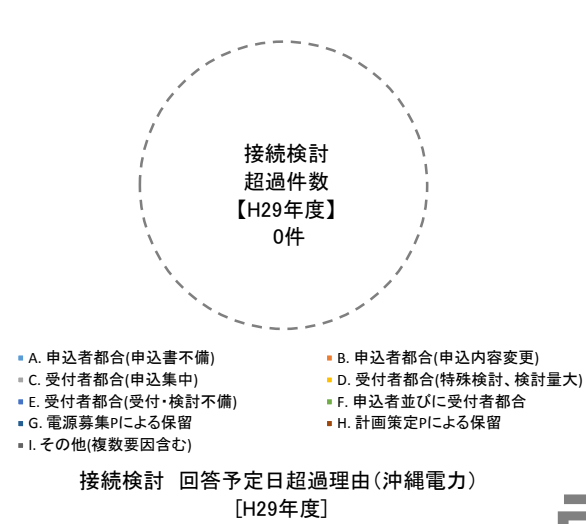 接続検討
超過件数
【H29年度】
0件
A. 申込者都合(申込書不備)
B. 申込者都合(申込内容変更)
C. 受付者都合(申込集中)
D. 受付者都合(特殊検討、検討量大)
E. 受付者都合(受付・検討不備)
F. 申込者並びに受付者都合
G. 電源募集Pによる保留
H. 計画策定Pによる保留
I. その他(複数要因含む)
接続検討 回答予定日超過理由(沖縄電力)
[H29年度]